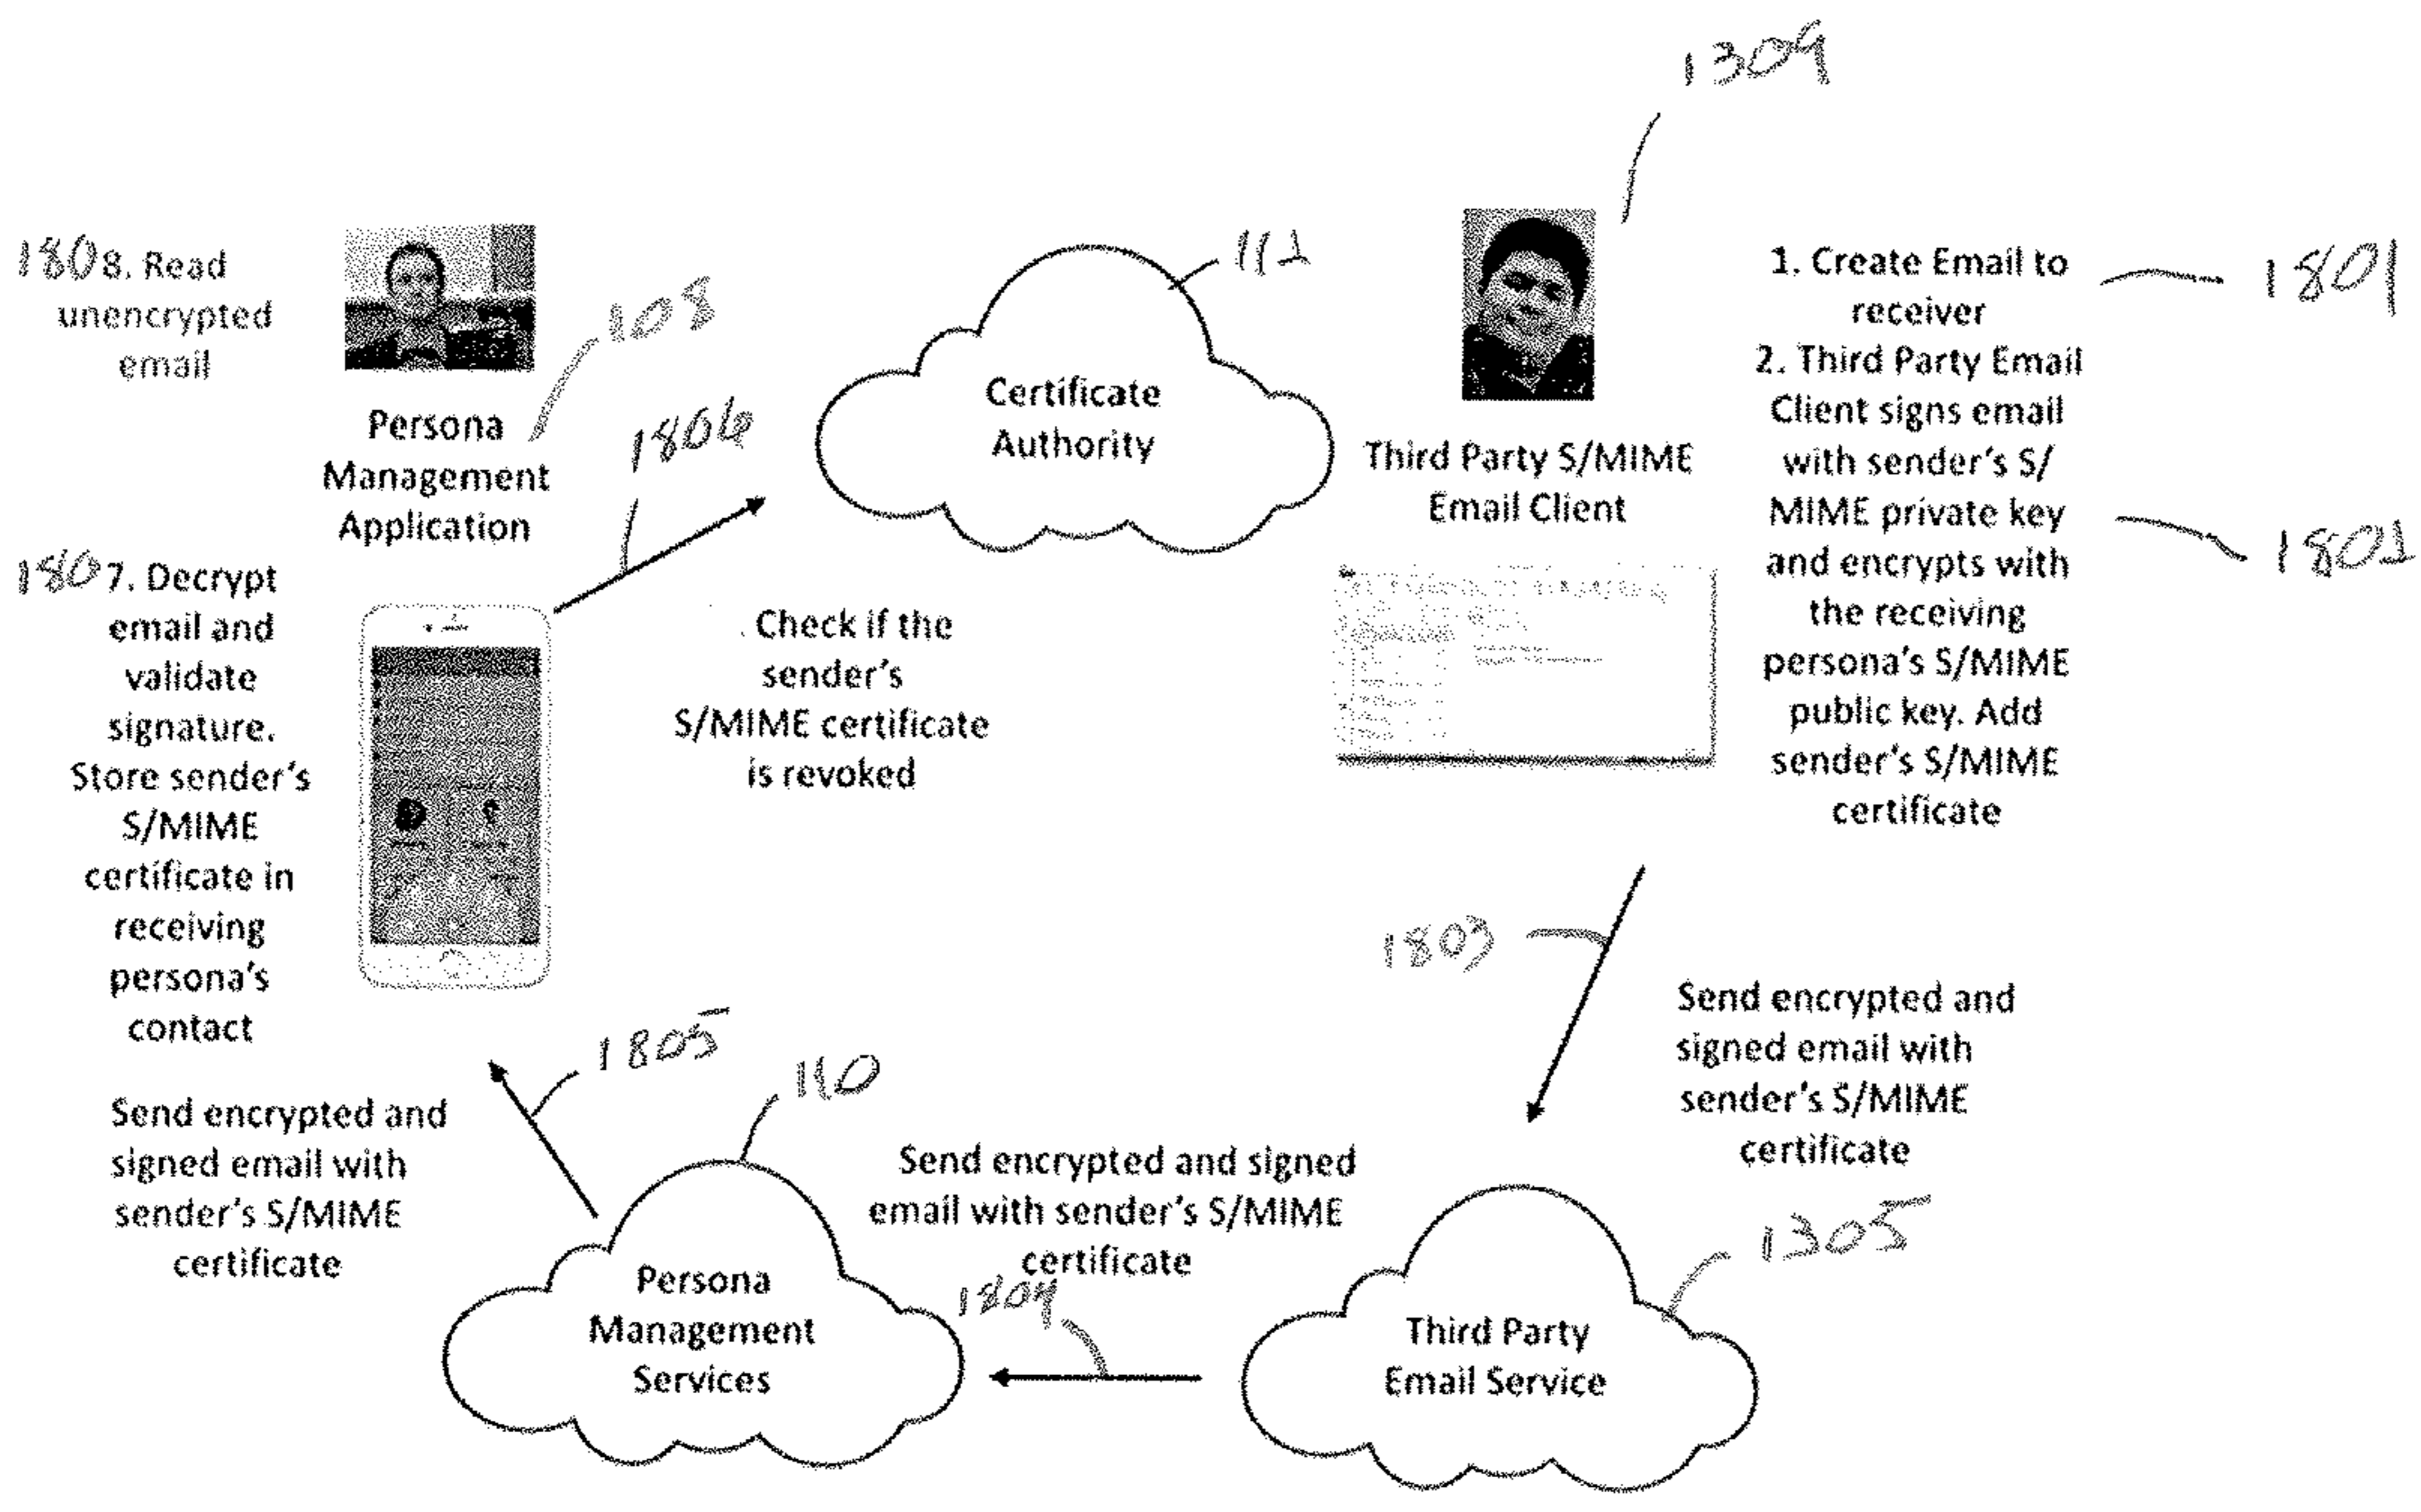 1304
1808. Read
unencrypted
email
108
Persona
Management
Application
1806
111
Certificate
Authority
Third Party S/MIME
Email Client
1. Create Email to
receiver
2. Third Party Email
Client signs email
with sender's S/
MIME private key
and encrypts with
the receiving
persona's S/MIME
public key. Add
sender's S/MIME
certificate
1801
1807. Decrypt
email and
validate
signature.
Store sender's
S/MIME
certificate in
receiving
persona's
contact
. Check if the
sender's
S/MIME certificate
is revoked
1803
Send encrypted and
signed email with
sender's S/MIME
certificate
1805
110
Send encrypted and
signed email with
sender's S/MIME
certificate
Send encrypted and signed
email with sender's S/MIME
certificate
1804
1305
Persona
Management
Services
Third Party
Email Service